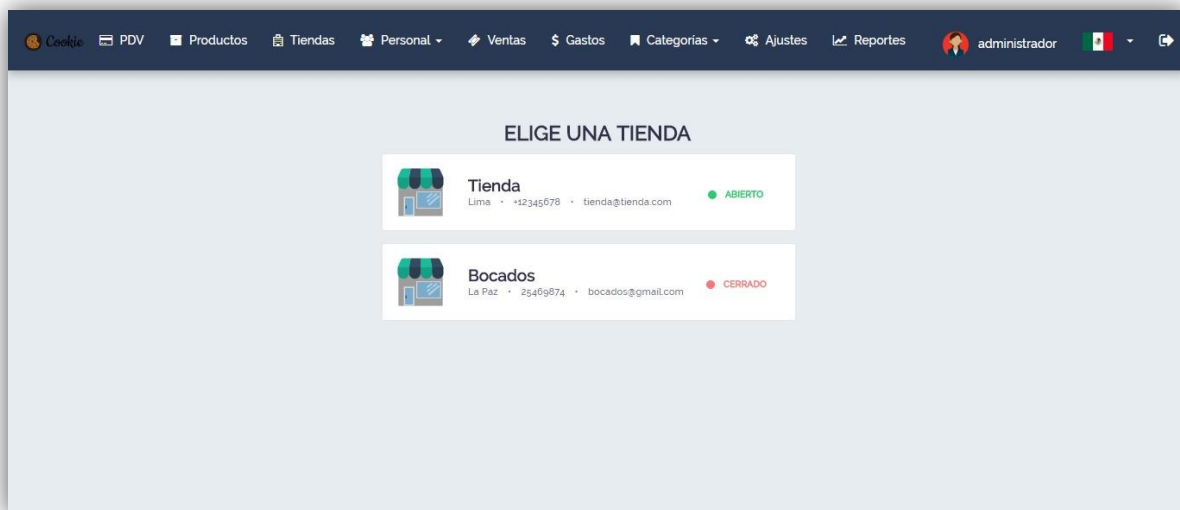 Cookie PDV Productos Tiendas Personal Ventas $ Gastos Categorías Ajustes Reportes administrador
ELIGE UNA TIENDA
Tienda
Lima • +12345678 • tienda@tienda.com
ABIERTO
Bocados
La Paz • 25469874 • bocados@gmail.com
CERRADO